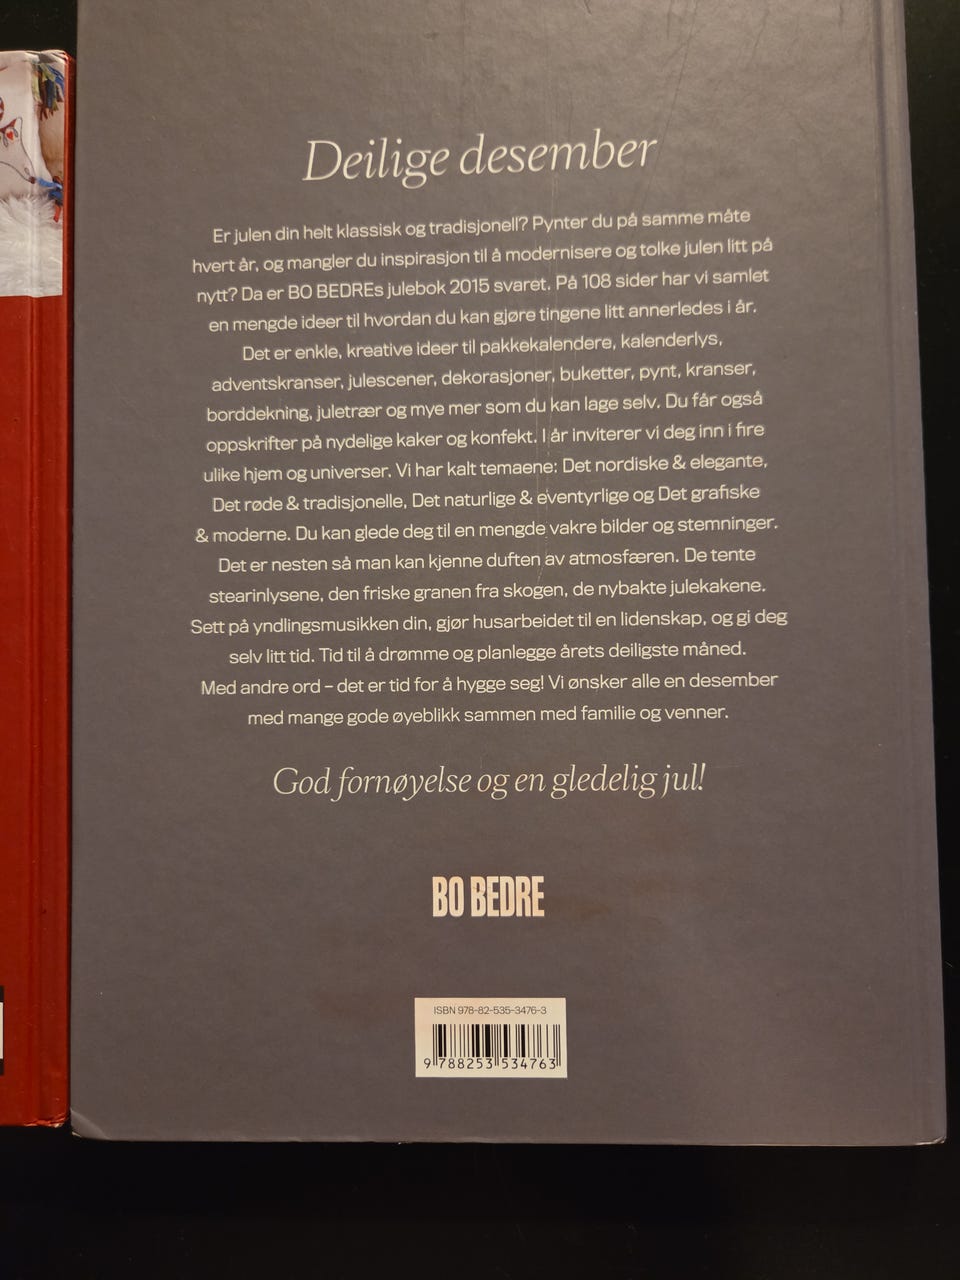 Deilige desember
Er julen din helt klassisk og tradisjonell? Pynter du på samme måte
hvert år, og mangler du inspirasjon til å modernisere og tolke julen litt på
nytt? Da er BO BEDREs julebok 2015 svaret. På 108 sider har vi samlet
en mengde ideer til hvordan du kan gjøre tingene litt annerledes i år.
Det er enkle, kreative ideer til pakkekalendere, kalenderlys,
adventskranser, julescener, dekorasjoner, buketter, pynt, kranser,
borddekning, juletrær og mye mer som du kan lage selv. Du får også
oppskrifter på nydelige kaker og konfekt. I år inviterer vi deg inn i fire
ulike hjem og universer. Vi har kalt temaene: Det nordiske & elegante,
Det røde & tradisjonelle, Det naturlige & eventyrlige og Det grafiske
& moderne. Du kan glede deg til en mengde vakre bilder og stemninger.
Det er nesten så man kan kjenne duften av atmosfæren. De tente
stearinlysene, den friske granen fra skogen, de nybakte julekakene.
Sett på yndlingsmusikken din, gjør husarbeidet til en lidenskap, og gi deg
selv litt tid. Tid til å drømme og planlegge årets deiligste måned.
Med andre ord – det er tid for å hygge seg! Vi ønsker alle en desember
med mange gode øyeblikk sammen med familie og venner.
God fornøyelse og en gledelig jul!
BO BEDRE
ISBN 978-82-535-3476-3
9 788253 534763